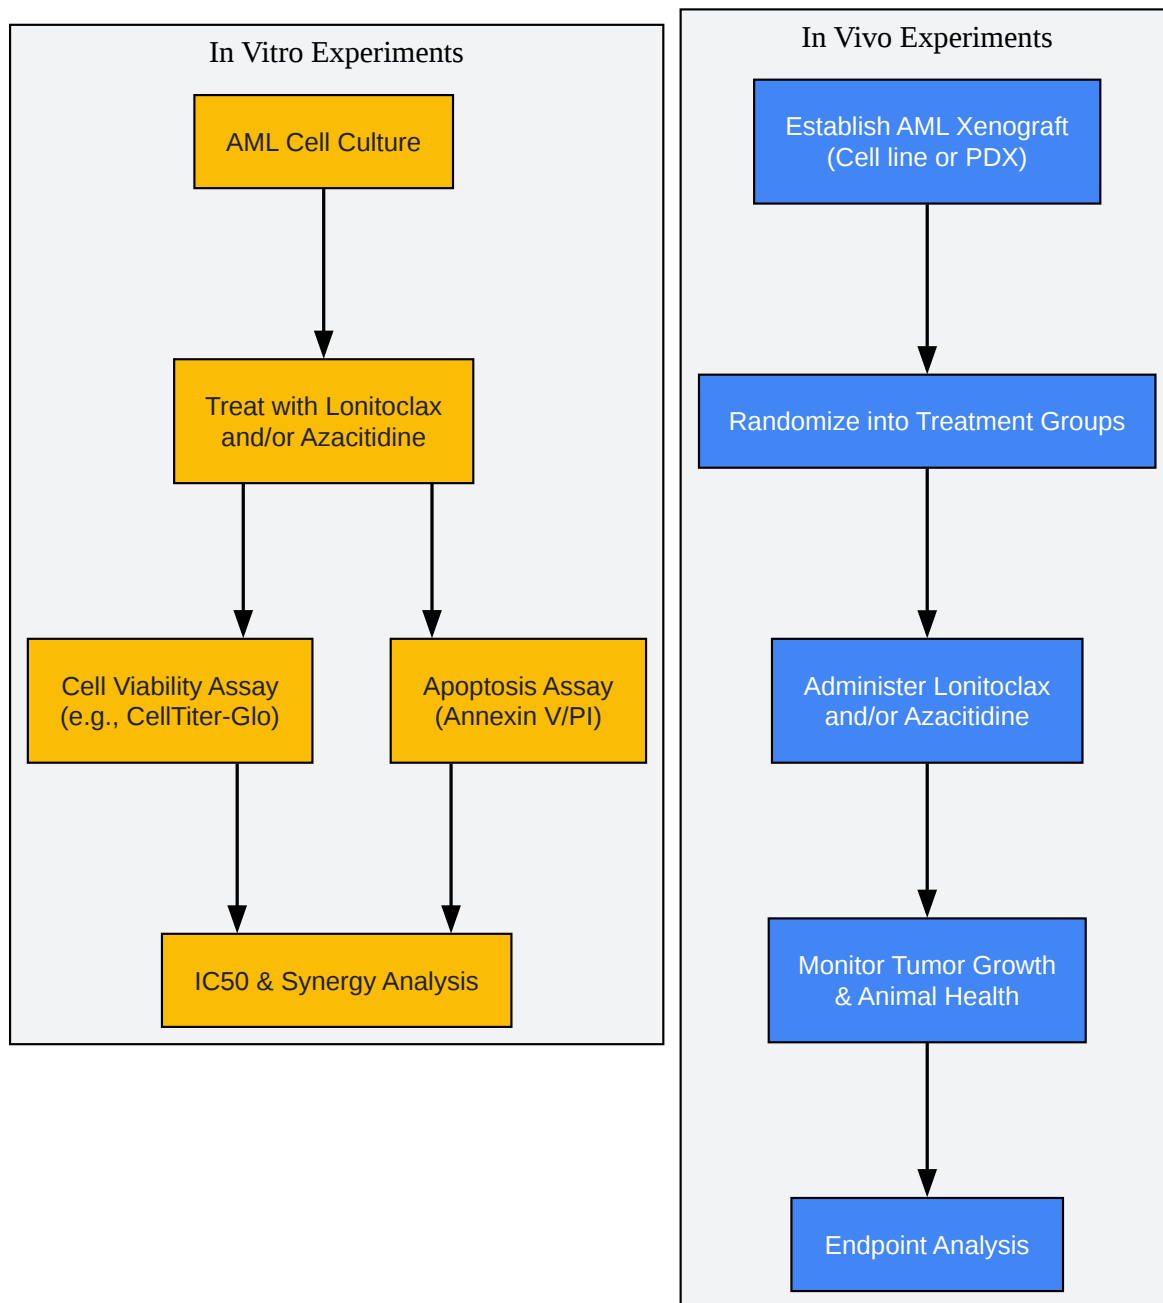 In Vitro Experiments
AML Cell Culture
Treat with Lonitoclax
and/or Azacitidine
Cell Viability Assay
(e.g., CellTiter-Glo)
Apoptosis Assay
(Annexin V/PI)
IC50 & Synergy Analysis
In Vivo Experiments
Establish AML Xenograft
(Cell line or PDX)
Randomize into Treatment Groups
Administer Lonitoclax
and/or Azacitidine
Monitor Tumor Growth
& Animal Health
Endpoint Analysis